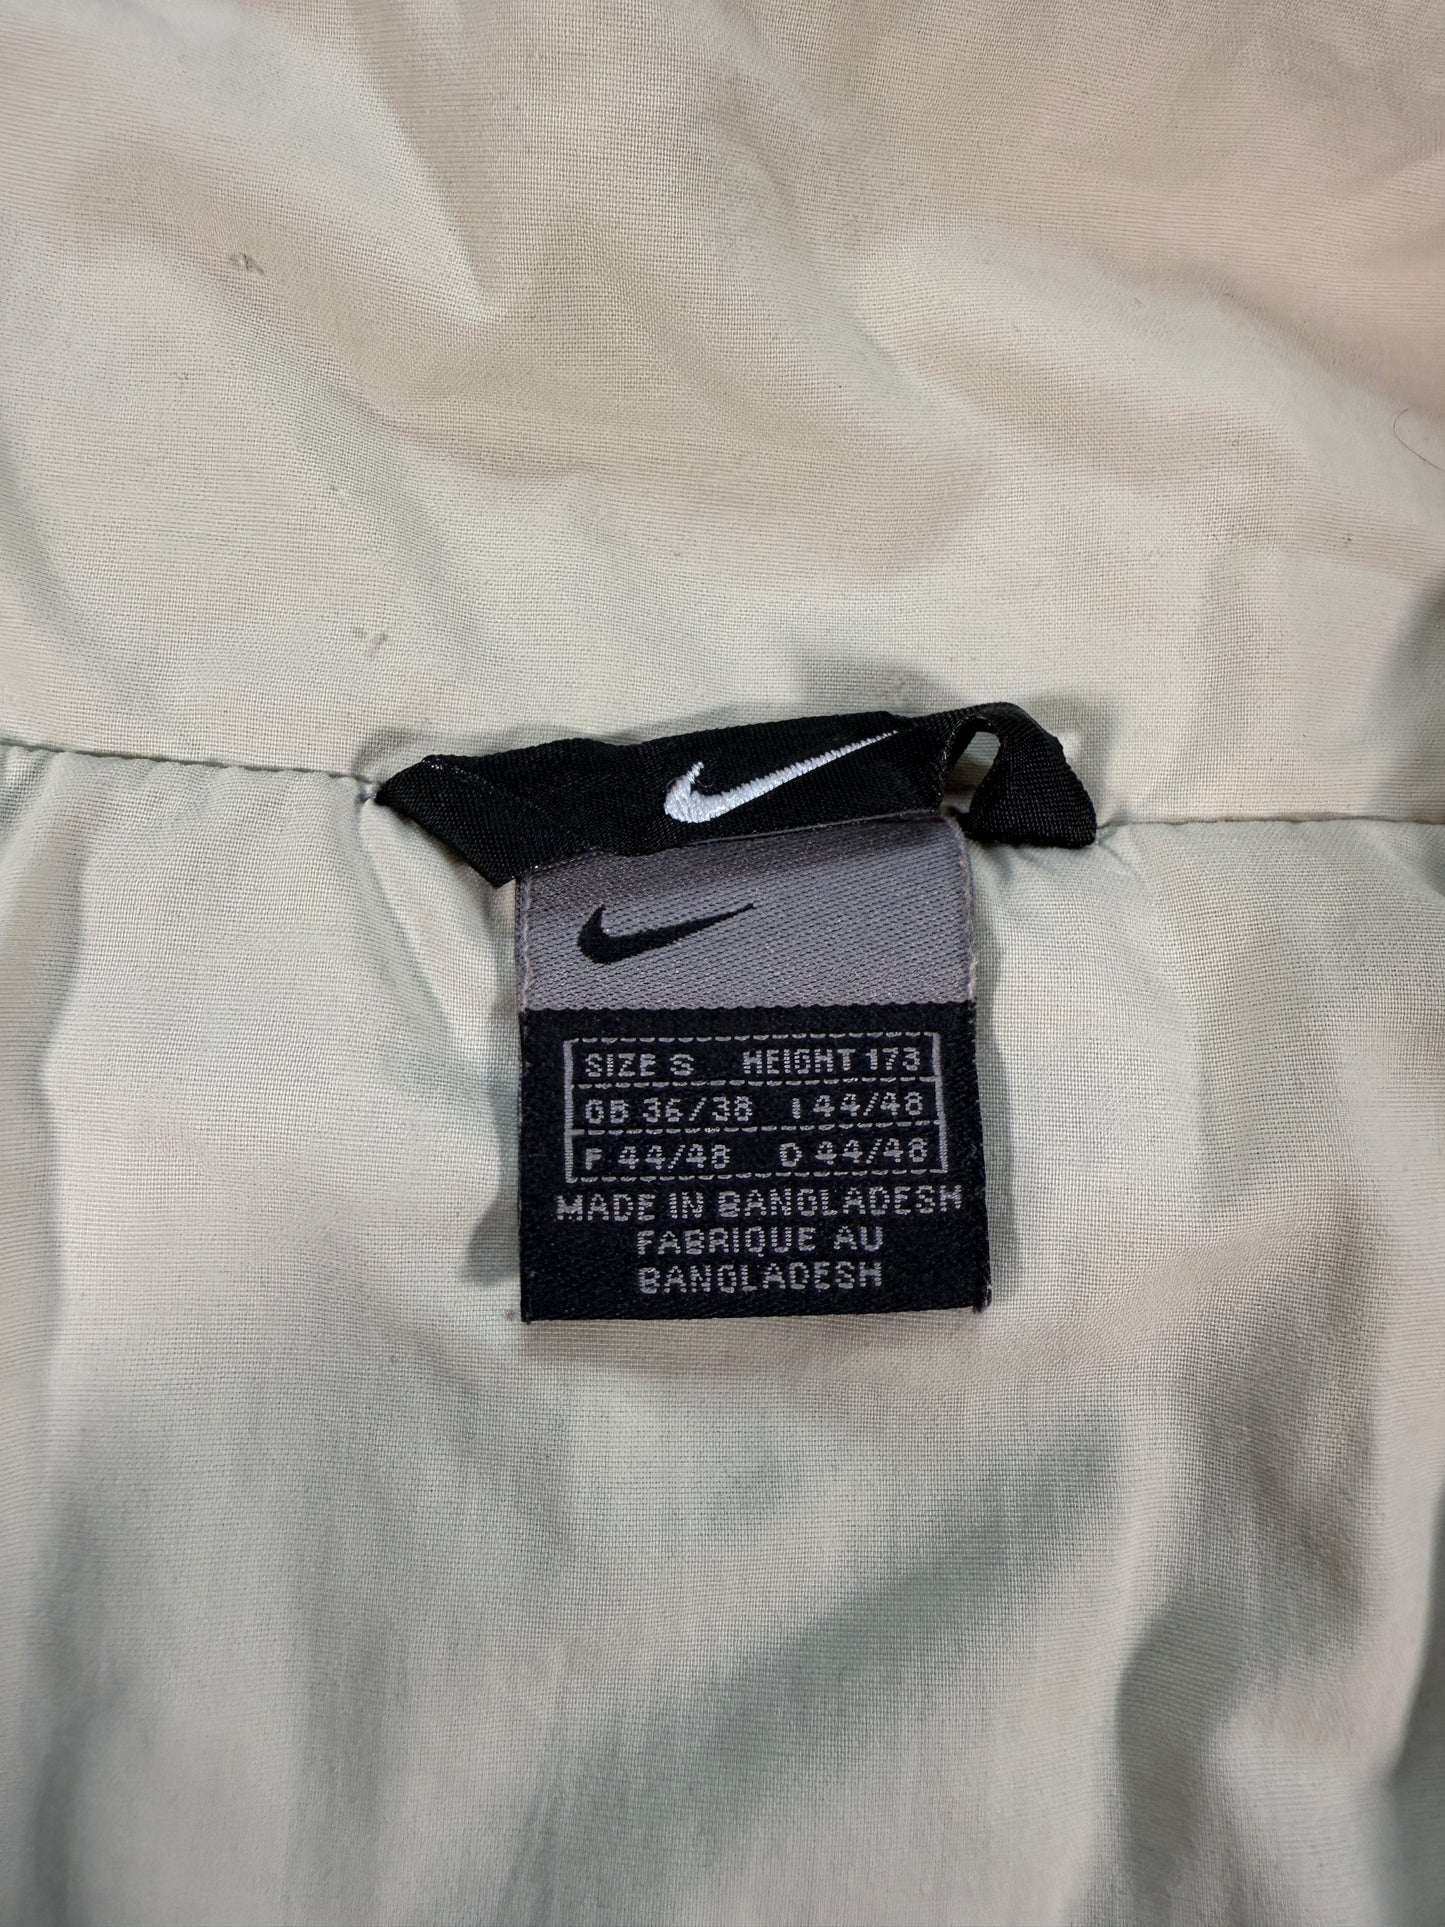 SIZE S HEIGHT 173
GB 36/38 I 44/48
F 44/48 D 44/48
MADE IN BANGLADESH
FABRIQUE AU
BANGLADESH